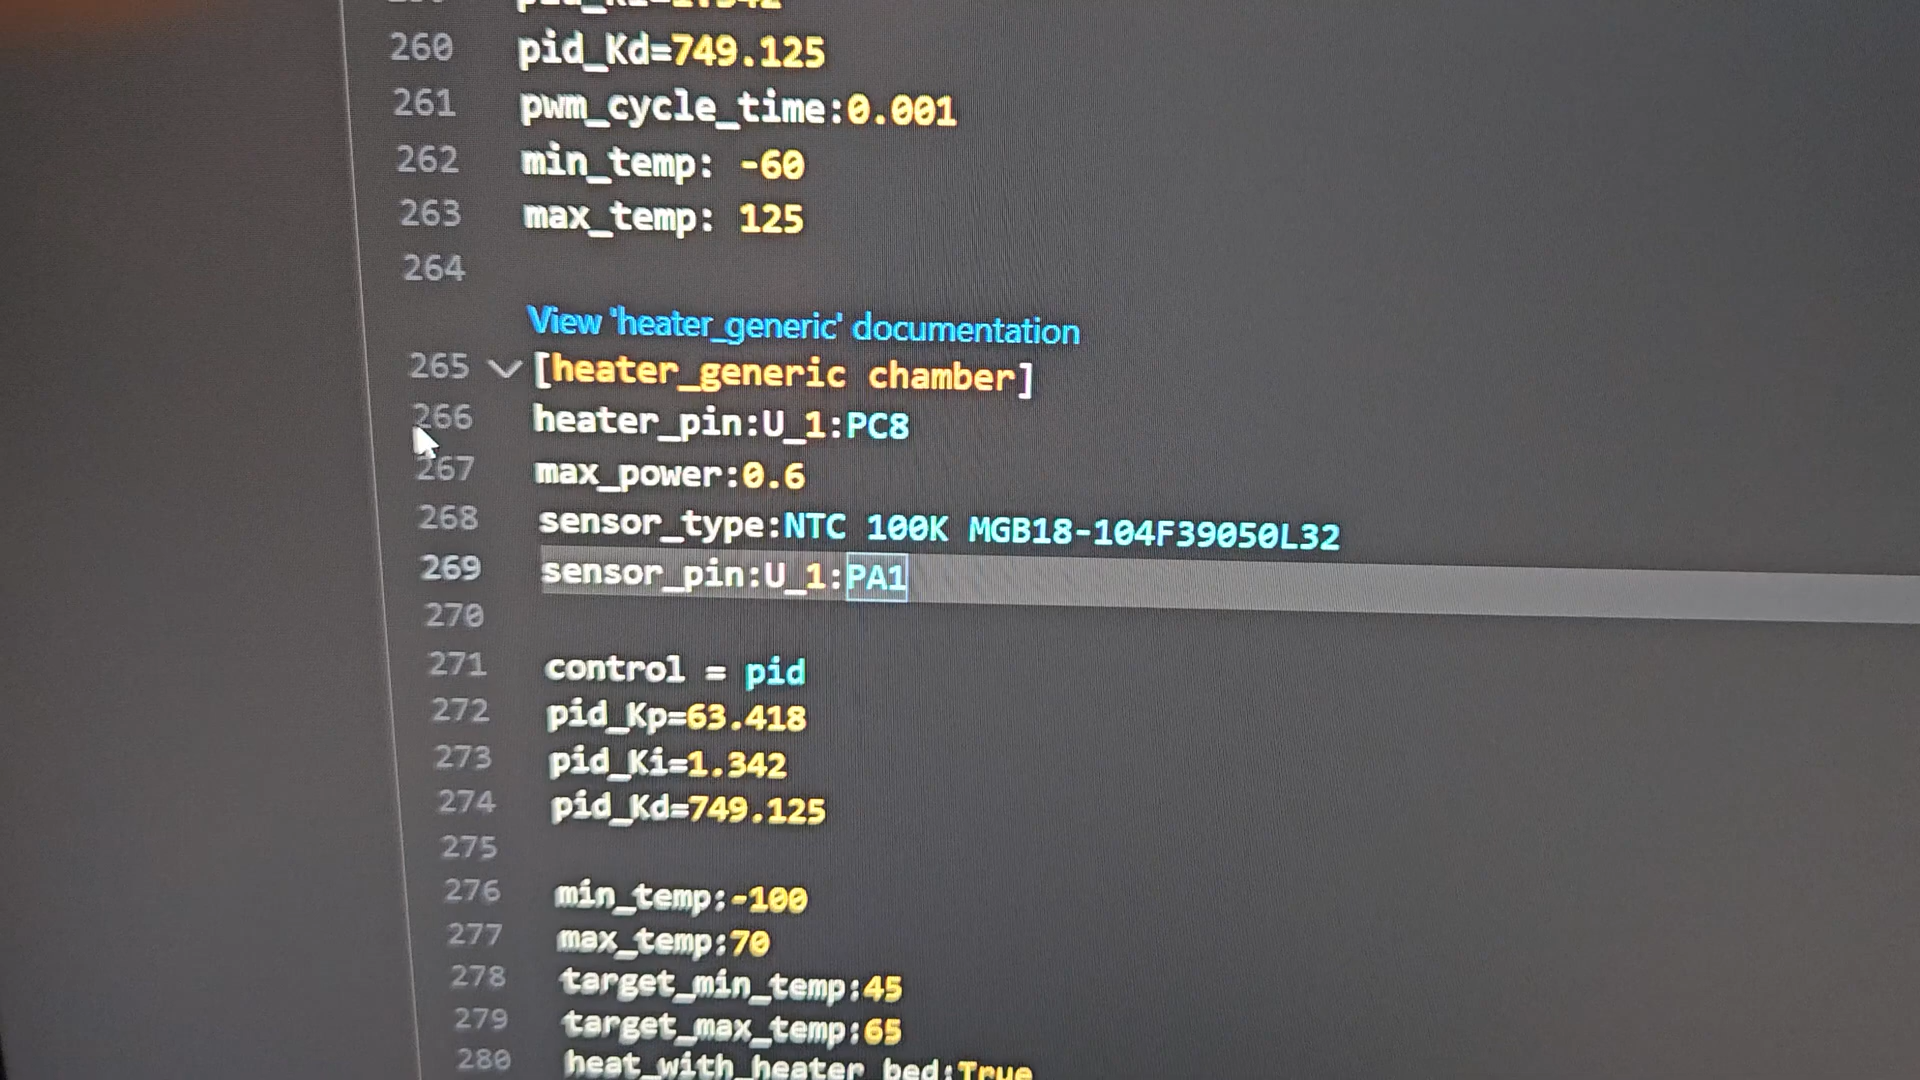 260 pid_Kd=749.125
261 pwm_cycle_time:0.001
262 min_temp: -60
263 max_temp: 125
264
View 'heater_generic' documentation
265 [heater_generic chamber]
266 heater_pin:U_1:PC8
267 max_power:0.6
268 sensor_type:NTC 100K MGB18-104F39050L32
269 sensor_pin:U_1:PA1
270
271 control = pid
272 pid_Kp=63.418
273 pid_Ki=1.342
274 pid_Kd=749.125
275
276 min_temp:-100
277 max_temp:70
278 target_min_temp:45
279 target_max_temp:65
280 heat_with_heater_bed:True